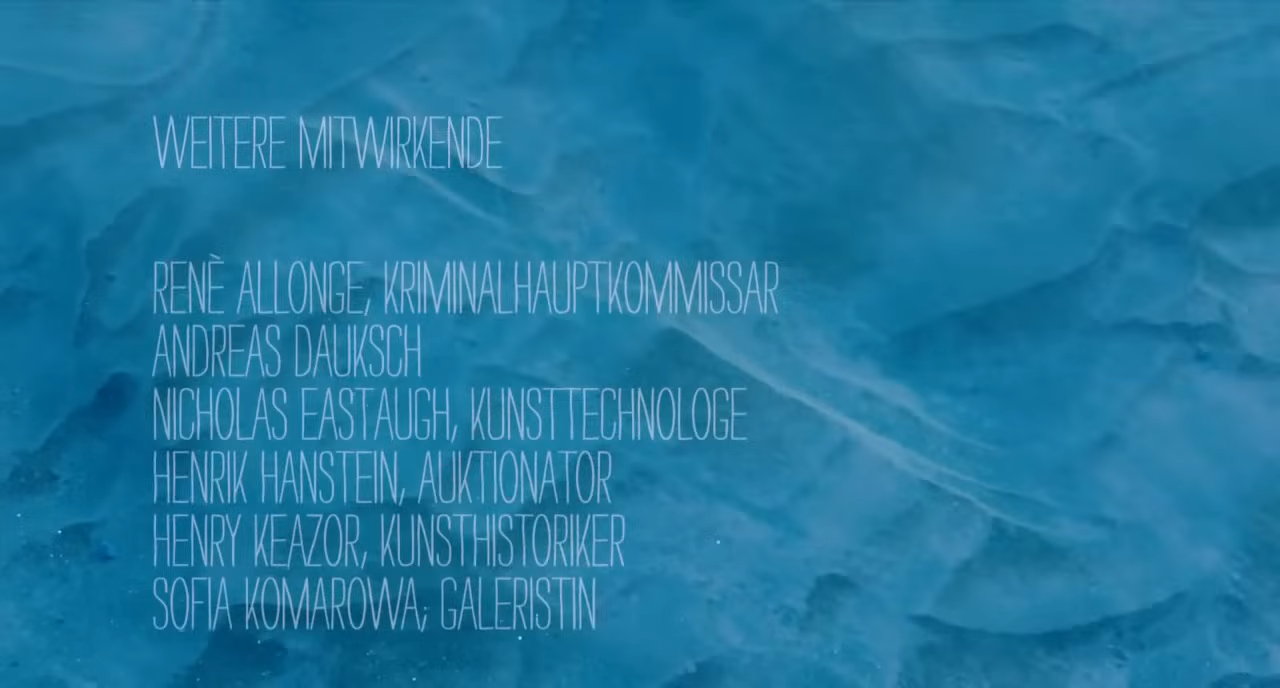 WEITERE MITWIRKENDE
RENÈ ALLONGE, KRIMINALHAUPTKOMMISSAR
ANDREAS DAUKSCH
NICHOLAS EASTAUGH, KUNSTTECHNOLOGE
HENRIK HANSTEIN, AUKTIONATOR
HENRY KEAZOR, KUNSTHISTORIKER
SOFIA KOMAROWA; GALERISTIN